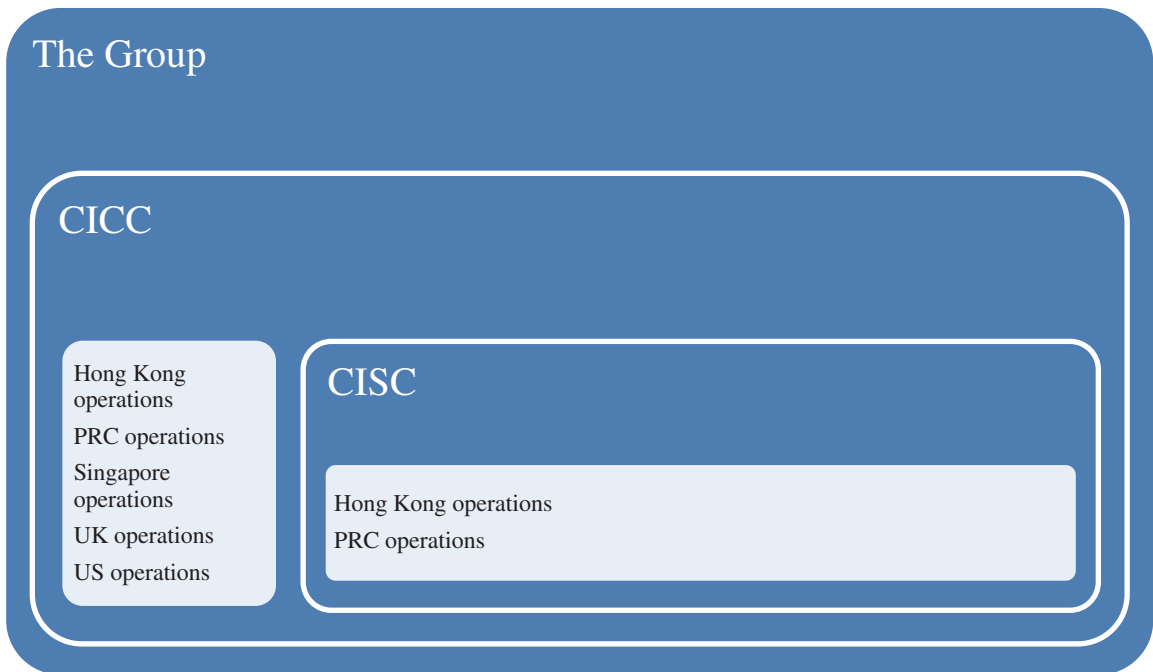 The Group
CICC
Hong Kong
operations
PRC operations
Singapore
operations
UK operations
US operations
CISC
Hong Kong operations
PRC operations